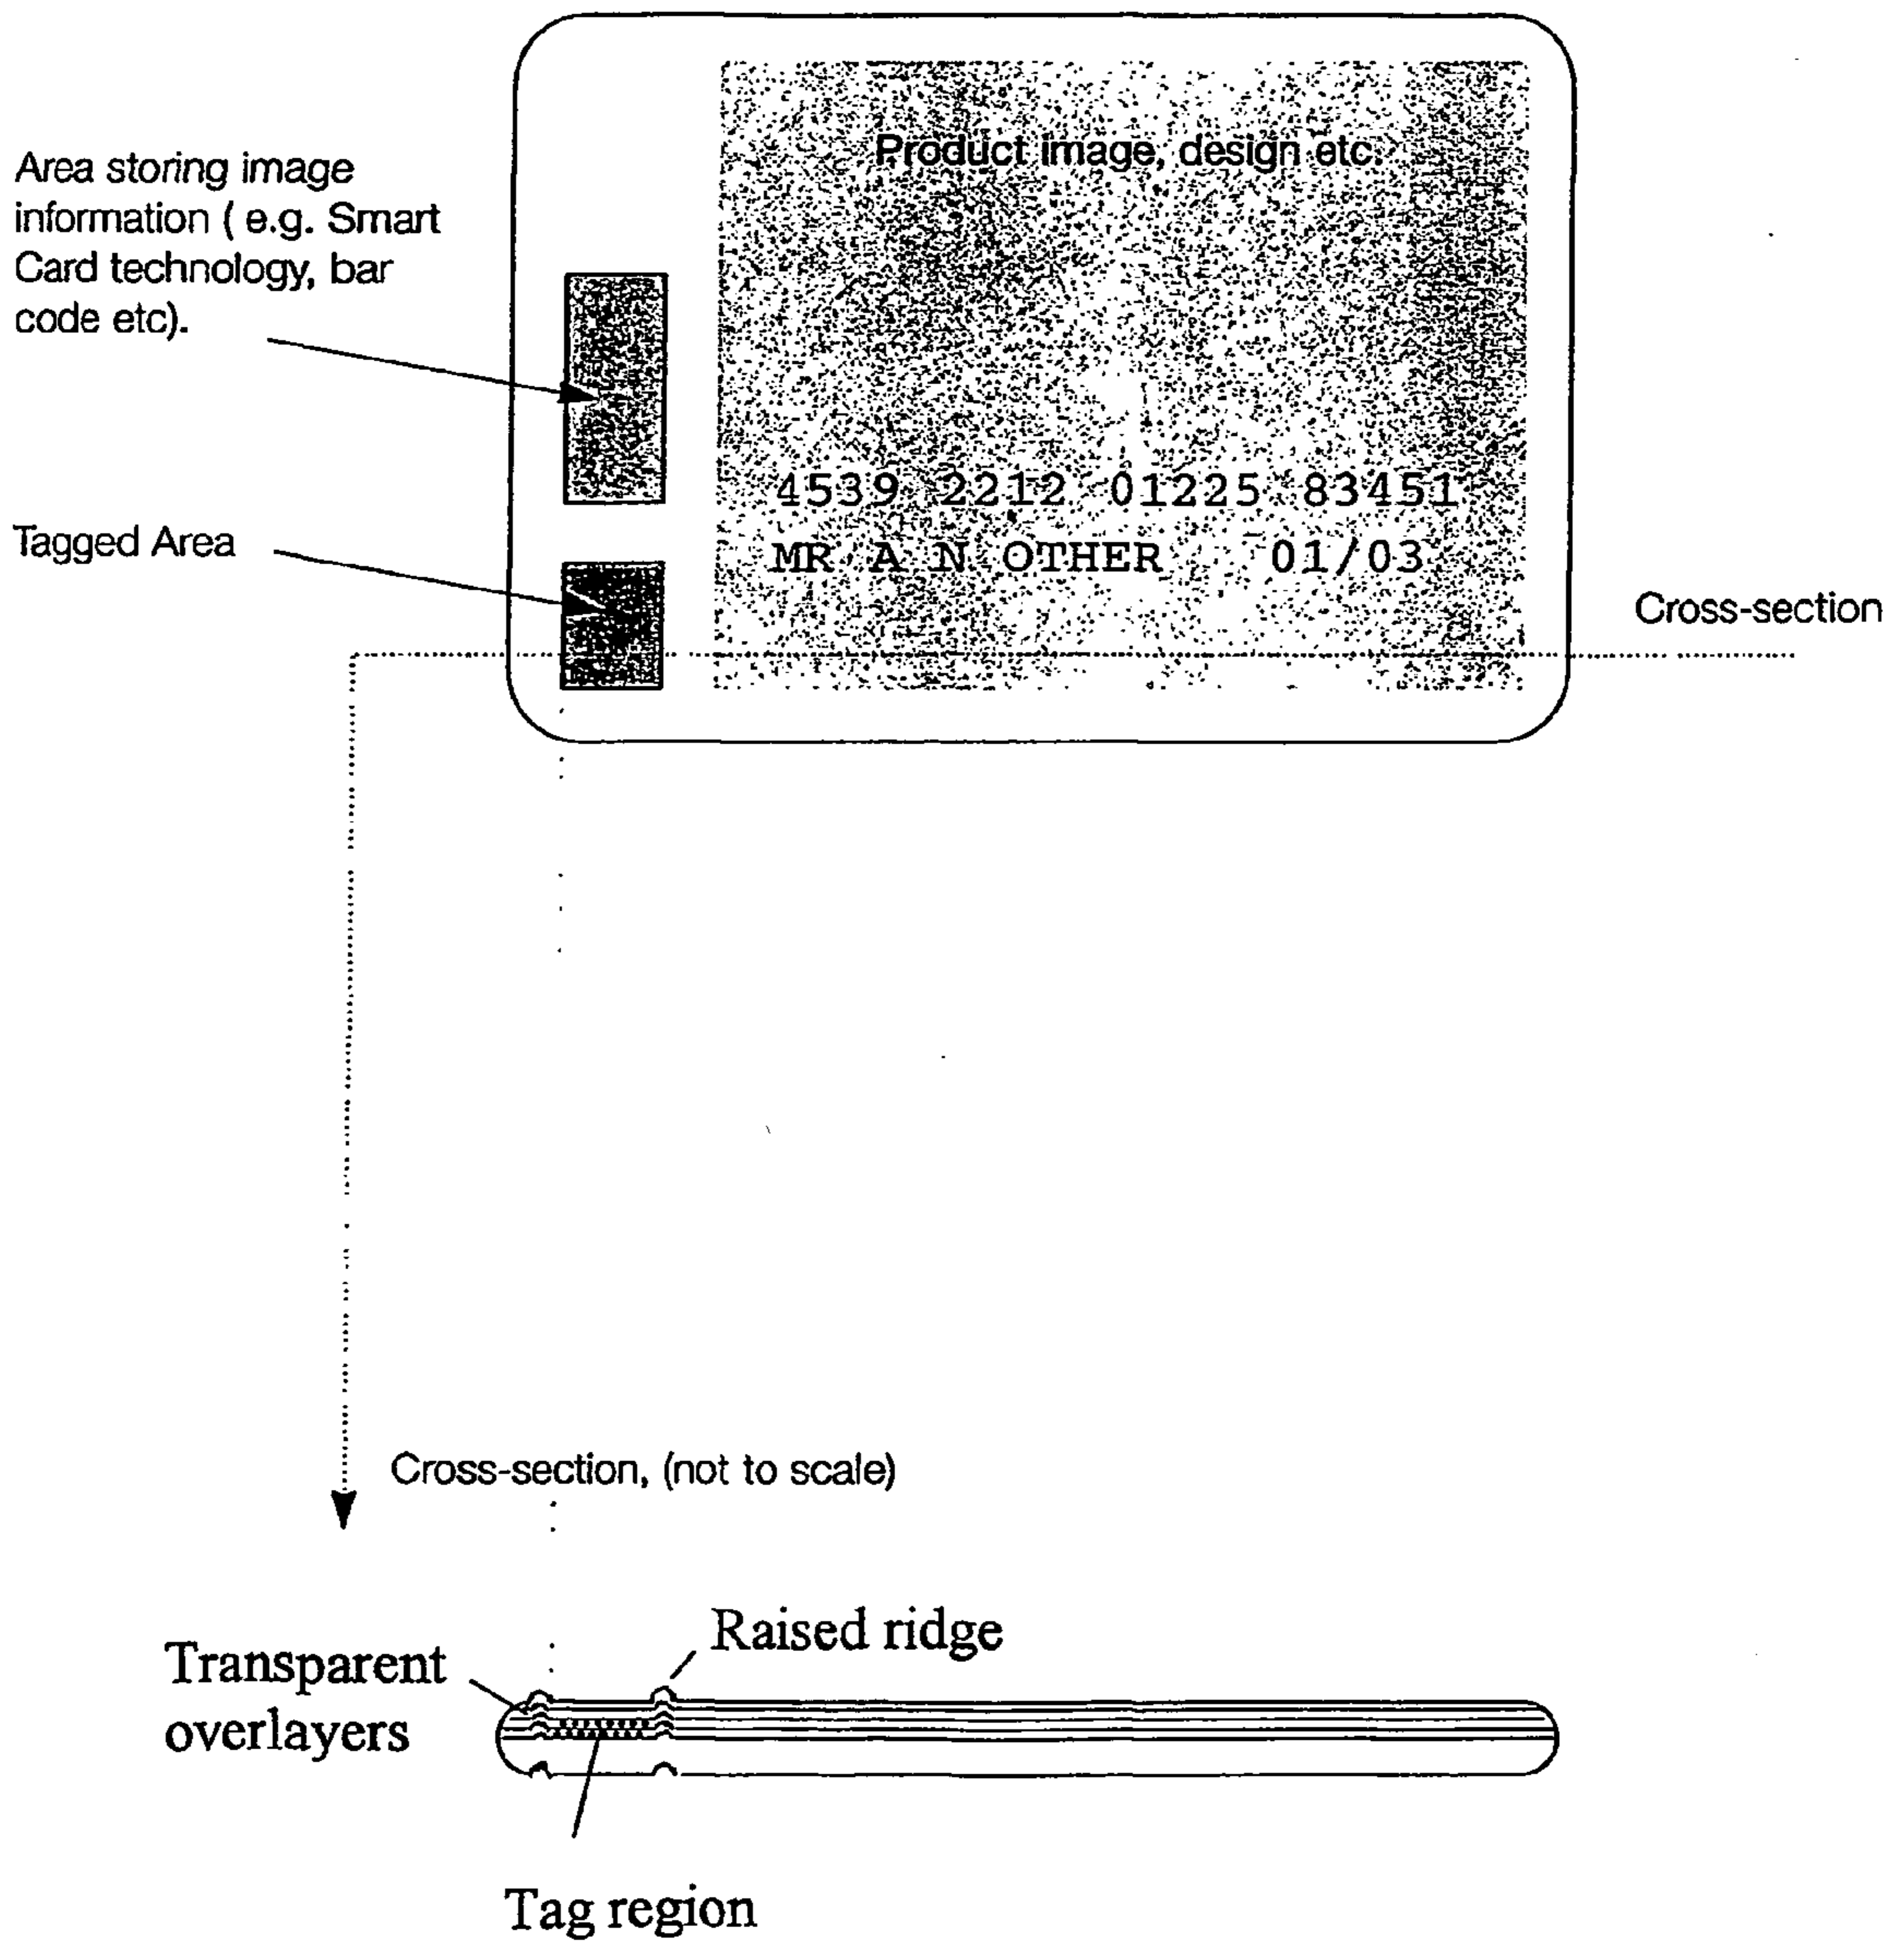 Product image, design etc.
Area storing image
information ( e.g. Smart
Card technology, bar
code etc).
4539 2212 01225 83451
Tagged Area
MR A N OTHER 01/03
Cross-section
Cross-section, (not to scale)
Raised ridge
Transparent
overlayers
Tag region